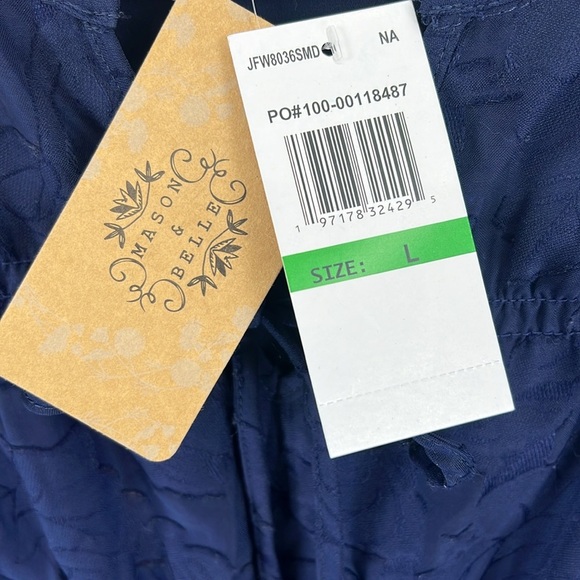 MASON
&
BELLE
JFW8036SMD NA
PO#100-00118487
1 97178 32429 5
SIZE: L